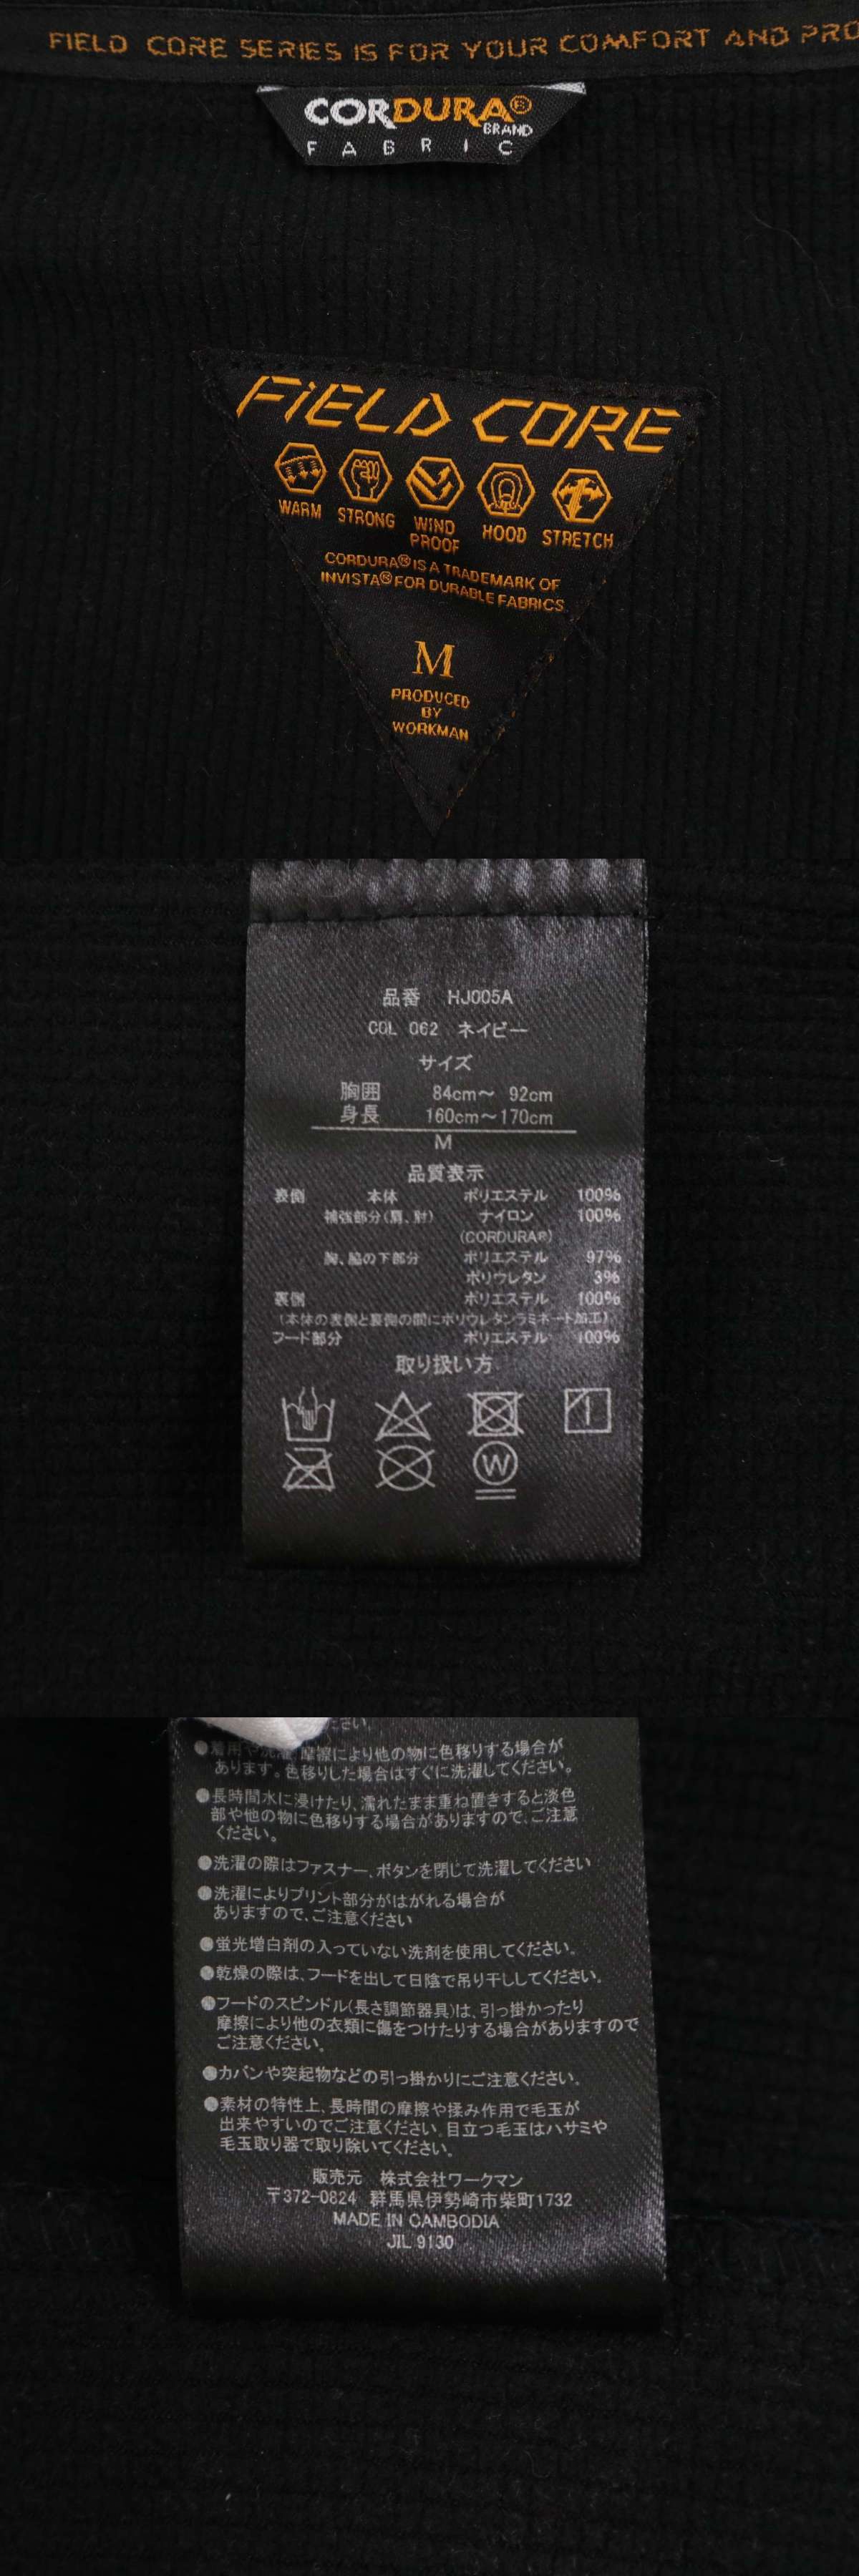 FIELD CORE SERIES IS FOR YOUR COMFORT AND PRO
CORDURA®
BRAND
FABRIC
FiELD CORE
WARM STRONG WIND PROOF HOOD STRETCH
CORDURA® IS A TRADEMARK OF
INVISTA® FOR DURABLE FABRICS
M
PRODUCED
BY
WORKMAN
品番 HJ005A
COL 062 ネイビー
サイズ
胸囲 84cm～ 92cm
身長 160cm～170cm
M
品質表示
表側 本体 ポリエステル 100%
補強部分(肩、肘) ナイロン 100%
(CORDURA®)
胸、脇の下部分 ポリエステル 97%
ポリウレタン 3%
裏側 ポリエステル 100%
(本体の表側と裏側の間にポリウレタンラミネート加工)
フード部分 ポリエステル 100%
取り扱い方
W
ださい。
●着用や洗濯、摩擦により他の物に色移りする場合が
あります。色移りした場合はすぐに洗濯してください。
●長時間水に浸けたり、濡れたまま重ね置きすると淡色
部や他の物に色移りする場合がありますので、ご注意
ください。
●洗濯の際はファスナー、ボタンを閉じて洗濯してください
●洗濯によりプリント部分がはがれる場合が
ありますので、ご注意ください
●蛍光増白剤の入っていない洗剤を使用してください。
●乾燥の際は、フードを出して日陰で吊り干ししてください。
●フードのスピンドル(長さ調節器具)は、引っ掛かったり
摩擦により他の衣類に傷をつけたりする場合がありますので
ご注意ください。
●カバンや突起物などの引っ掛かりにご注意ください。
●素材の特性上、長時間の摩擦や揉み作用で毛玉が
出来やすいのでご注意ください。目立つ毛玉はハサミや
毛玉取り器で取り除いてください。
販売元 株式会社ワークマン
〒372-0824 群馬県伊勢崎市柴町1732
MADE IN CAMBODIA
JIL 9130